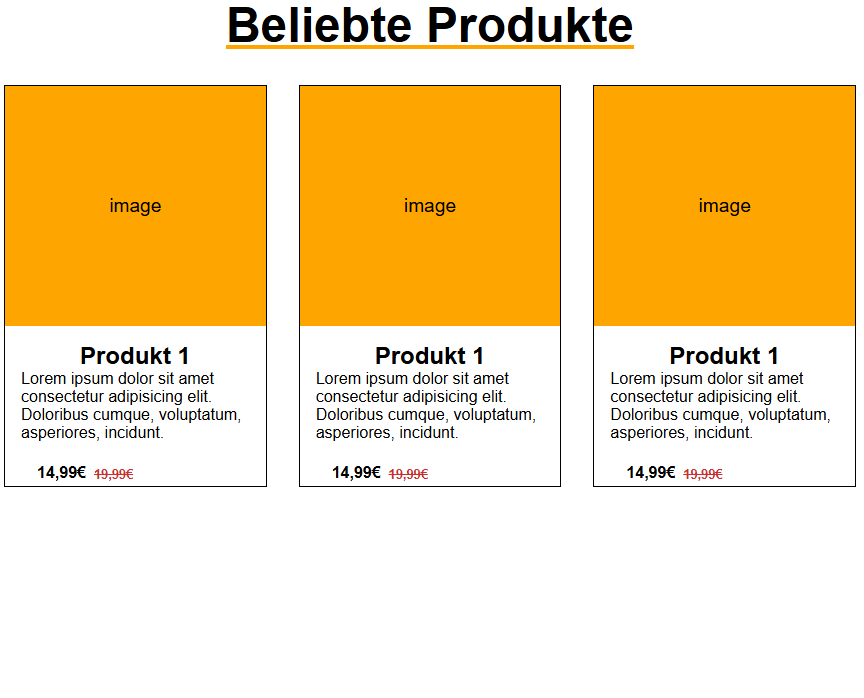 Beliebte Produkte
image
image
image
Produkt 1
Lorem ipsum dolor sit amet
consectetur adipisicing elit.
Doloribus cumque, voluptatum,
asperiores, incidunt.
14,99€ 19,99€
Produkt 1
Lorem ipsum dolor sit amet
consectetur adipisicing elit.
Doloribus cumque, voluptatum,
asperiores, incidunt.
14,99€ 19,99€
Produkt 1
Lorem ipsum dolor sit amet
consectetur adipisicing elit.
Doloribus cumque, voluptatum,
asperiores, incidunt.
14,99€ 19,99€